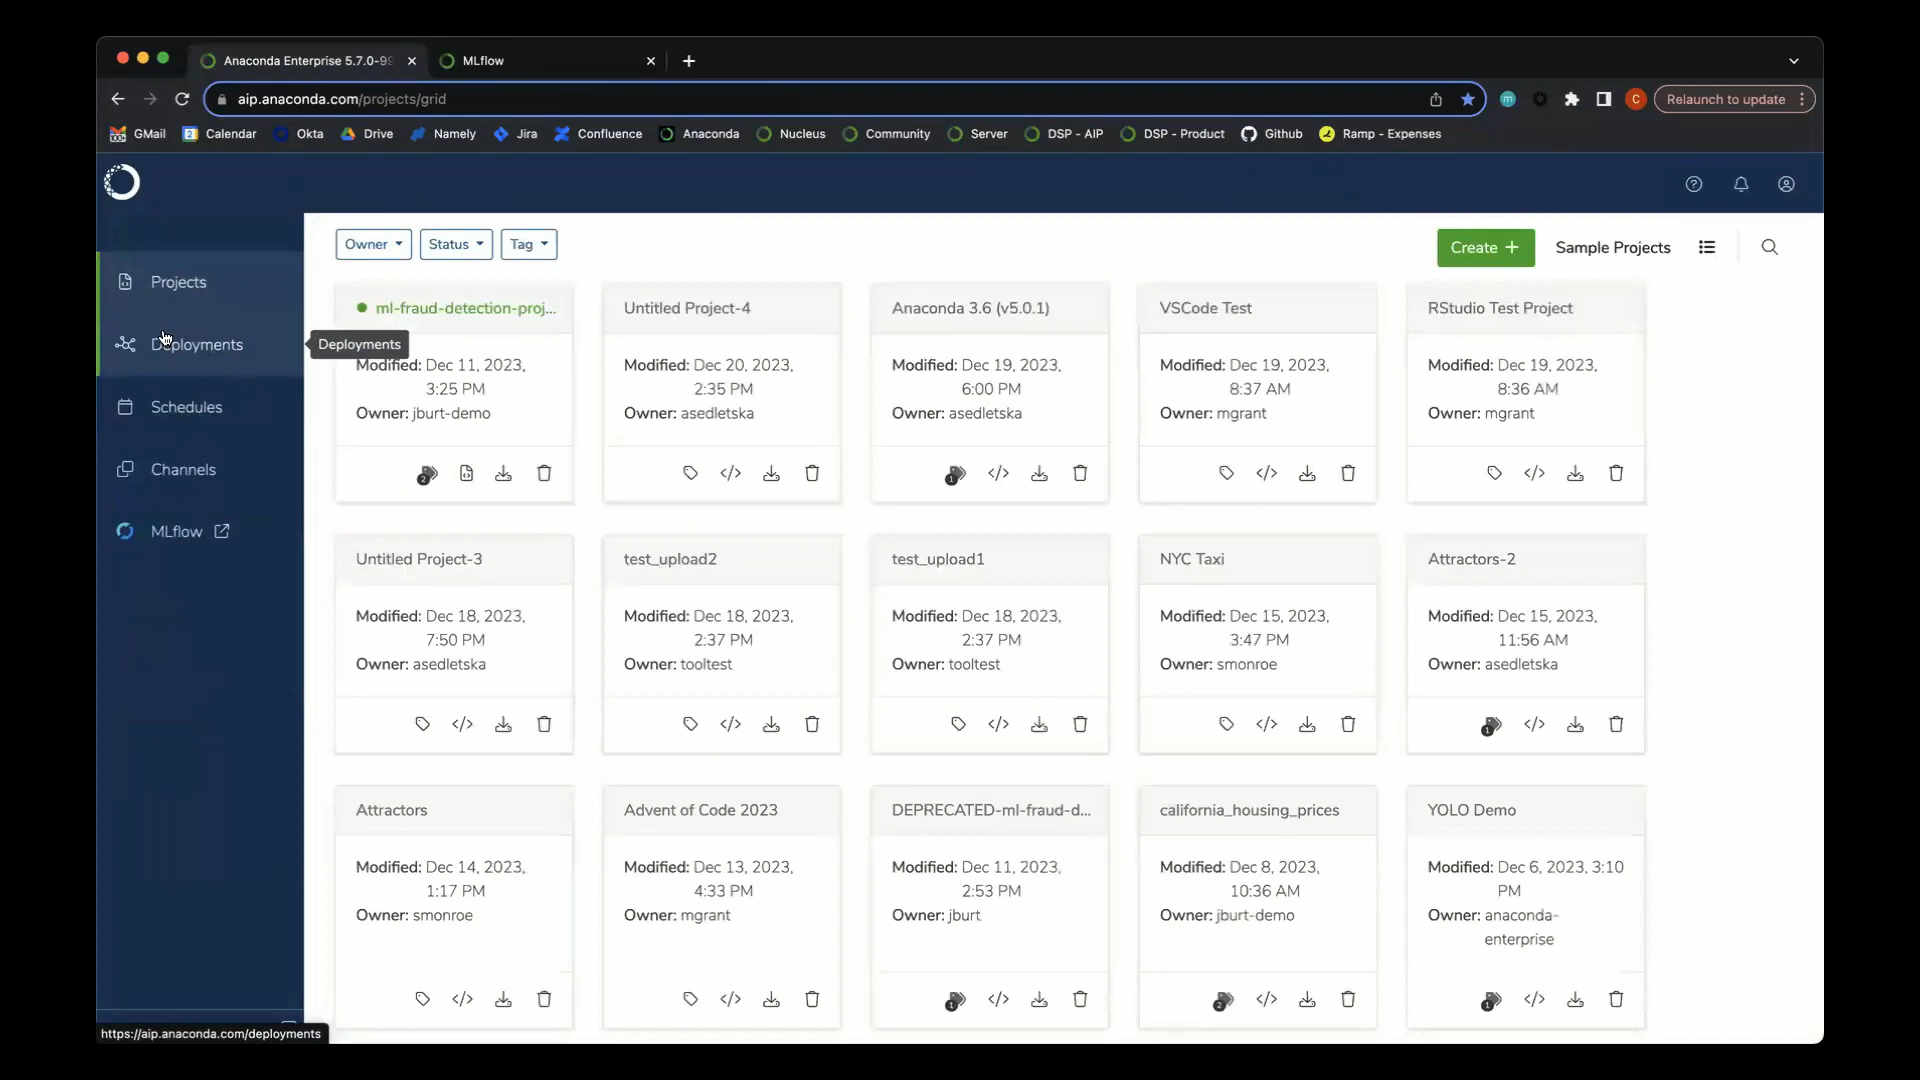 Anaconda Enterprise 5.7.0-99
MLflow
aip.anaconda.com/projects/grid
C
Relaunch to update
GMail
2
Calendar
Okta
Drive
Namely
Jira
Confluence
Anaconda
Nucleus
Community
Server
DSP - AIP
DSP - Product
Github
Ramp - Expenses
Projects
Deployments
Schedules
Channels
MLflow
Deployments
Owner
Status
Tag
Create +
Sample Projects
ml-fraud-detection-proj...
Modified: Dec 11, 2023,
3:25 PM
Owner: jburt-demo
2
Untitled Project-4
Modified: Dec 20, 2023,
2:35 PM
Owner: asedletska
Anaconda 3.6 (v5.0.1)
Modified: Dec 19, 2023,
6:00 PM
Owner: asedletska
1
VSCode Test
Modified: Dec 19, 2023,
8:37 AM
Owner: mgrant
RStudio Test Project
Modified: Dec 19, 2023,
8:36 AM
Owner: mgrant
Untitled Project-3
Modified: Dec 18, 2023,
7:50 PM
Owner: asedletska
test_upload2
Modified: Dec 18, 2023,
2:37 PM
Owner: tooltest
test_upload1
Modified: Dec 18, 2023,
2:37 PM
Owner: tooltest
NYC Taxi
Modified: Dec 15, 2023,
3:47 PM
Owner: smonroe
Attractors-2
Modified: Dec 15, 2023,
11:56 AM
Owner: asedletska
1
Attractors
Modified: Dec 14, 2023,
1:17 PM
Owner: smonroe
Advent of Code 2023
Modified: Dec 13, 2023,
4:33 PM
Owner: mgrant
DEPRECATED-ml-fraud-d...
Modified: Dec 11, 2023,
2:53 PM
Owner: jburt
1
california_housing_prices
Modified: Dec 8, 2023,
10:36 AM
Owner: jburt-demo
2
YOLO Demo
Modified: Dec 6, 2023, 3:10
PM
Owner: anaconda-
enterprise
1
https://aip.anaconda.com/deployments